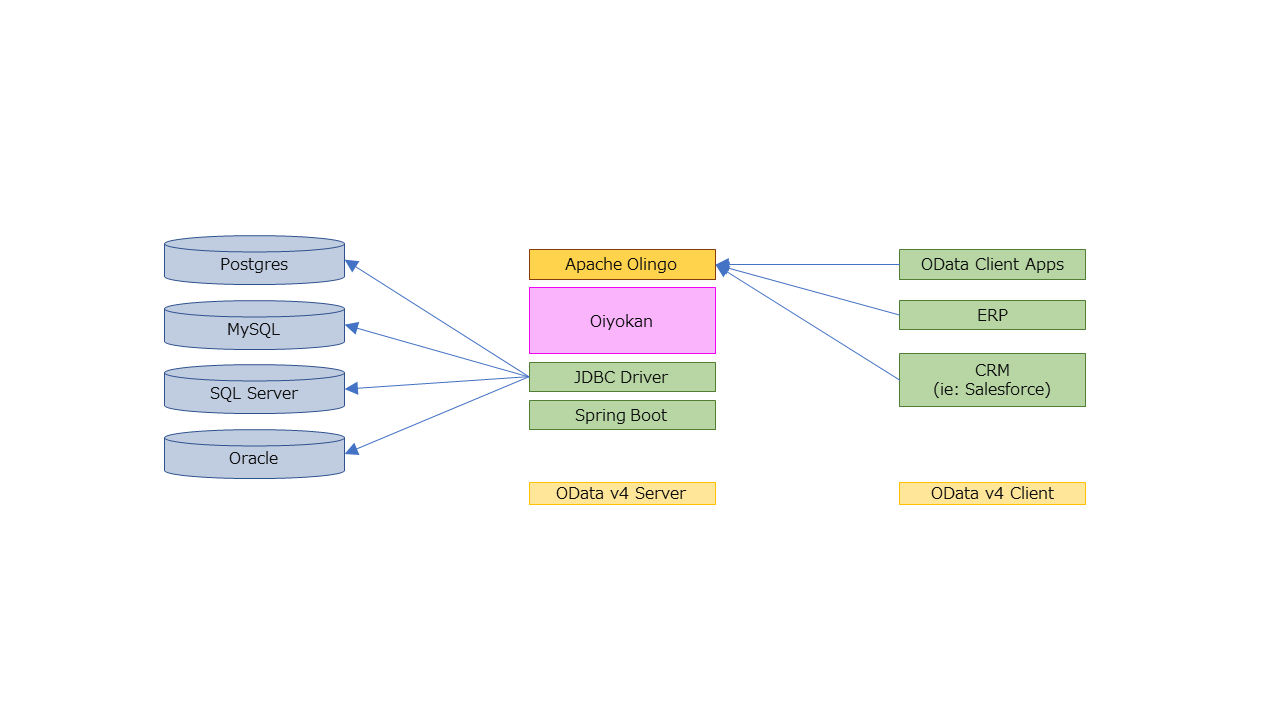 Postgres
MySQL
SQL Server
Oracle
Apache Olingo
Oiyokan
JDBC Driver
Spring Boot
OData v4 Server
OData Client Apps
ERP
CRM
(ie: Salesforce)
OData v4 Client